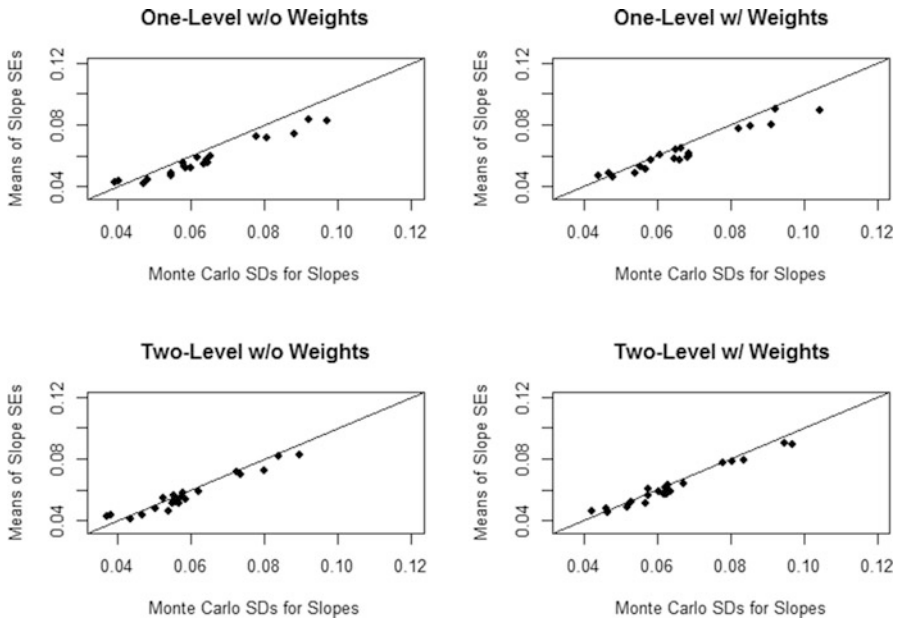 One-Level w/o Weights
Means of Slope SEs
0.12
0.08
0.04
0.04 0.06 0.08 0.10 0.12
Monte Carlo SDs for Slopes
One-Level w/ Weights
Means of Slope SEs
0.12
0.08
0.04
0.04 0.06 0.08 0.10 0.12
Monte Carlo SDs for Slopes
Two-Level w/o Weights
Means of Slope SEs
0.12
0.08
0.04
0.04 0.06 0.08 0.10 0.12
Monte Carlo SDs for Slopes
Two-Level w/ Weights
Means of Slope SEs
0.12
0.08
0.04
0.04 0.06 0.08 0.10 0.12
Monte Carlo SDs for Slopes